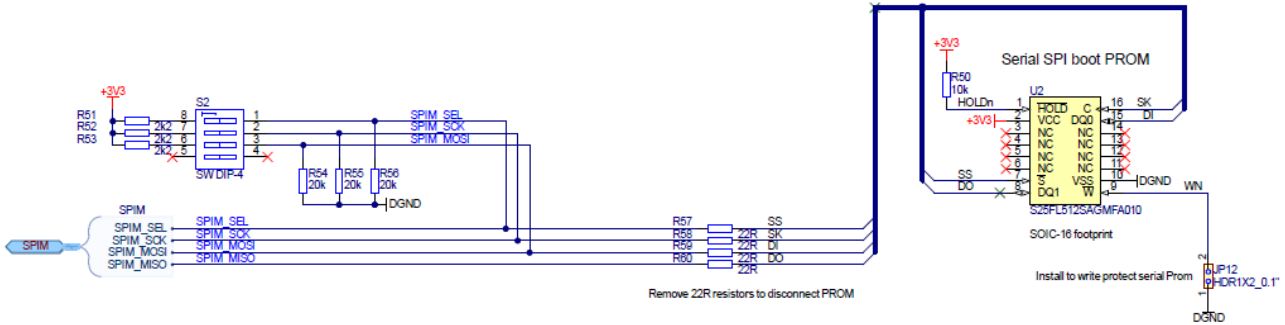 +3V3
R51
R52
R53
2k2
2k2
S2
8
7
6
5
1
2
3
4
SW DIP-4
SPIM_SEL
SPIM_SCK
SPIM_MOSI
R54
20k
R55
20k
R56
20k
DGND
SPIM
SPIM
SPIM_SEL
SPIM_SCK
SPIM_MOSI
SPIM_MISO
SPIM_SEL
SPIM_SCK
SPIM_MOSI
SPIM_MISO
R57
R58
R59
R60
22R
22R
22R
SS
SK
DI
DO
Remove 22R resistors to disconnect PROM
+3V3
R50
10k
HOLDn
+3V3
Serial SPI boot PROM
U2
1
2
3
4
5
6
7
8
HOLD
VCC
NC
NC
NC
NC
S
DQ1
C
DQ0
NC
NC
NC
NC
VSS
W
16
15
14
13
12
11
10
9
SK
DI
SS
DO
DGND
WN
S25FL512SAGMFA010
SOIC-16 footprint
Install to write protect serial Prom
2
1
JP12
HDR1X2_0.1"
DGND